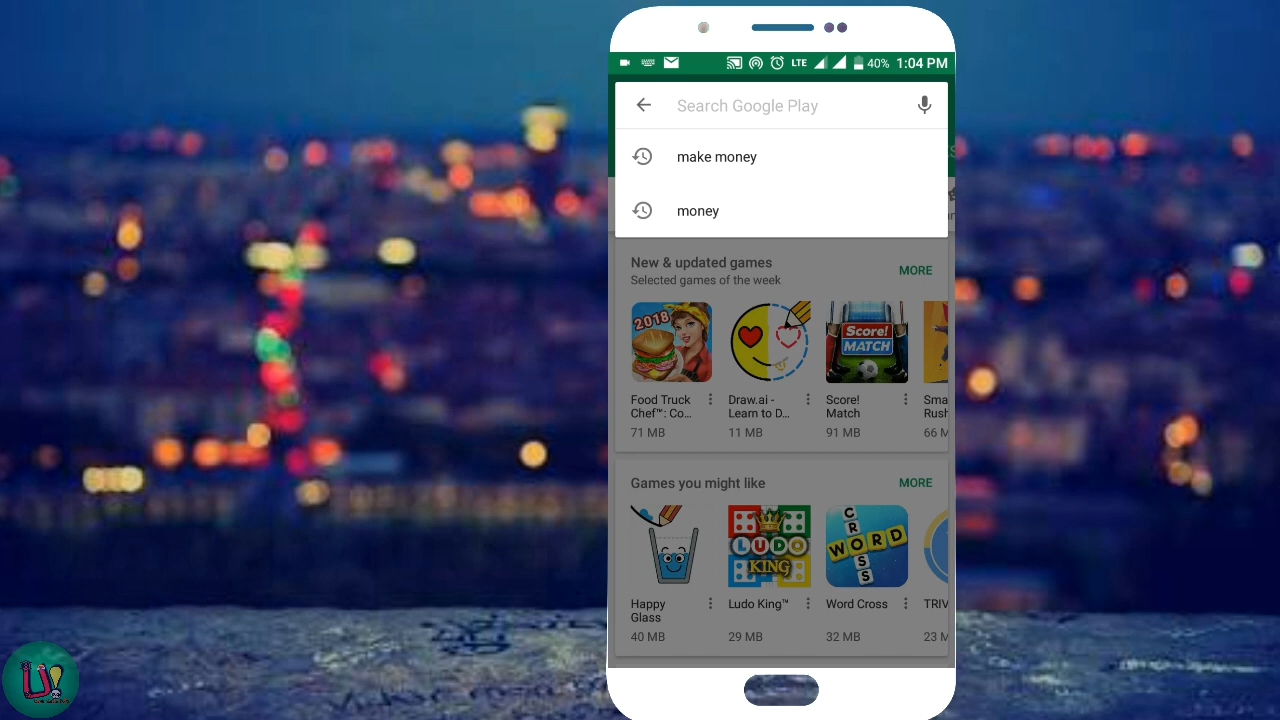 LTE 40% 1:04 PM
Search Google Play
make money
money
New & updated games
MORE
Selected games of the week
2018
Score!
MATCH
Food Truck
Chef™: Co...
71 MB
Draw.ai -
Learn to D...
11 MB
Score!
Match
91 MB
Sma
Rush
66 M
Games you might like
MORE
LUDO
KING
CROSS
WORD
Happy
Glass
40 MB
Ludo King™
29 MB
Word Cross
32 MB
TRIV
23 M
U!